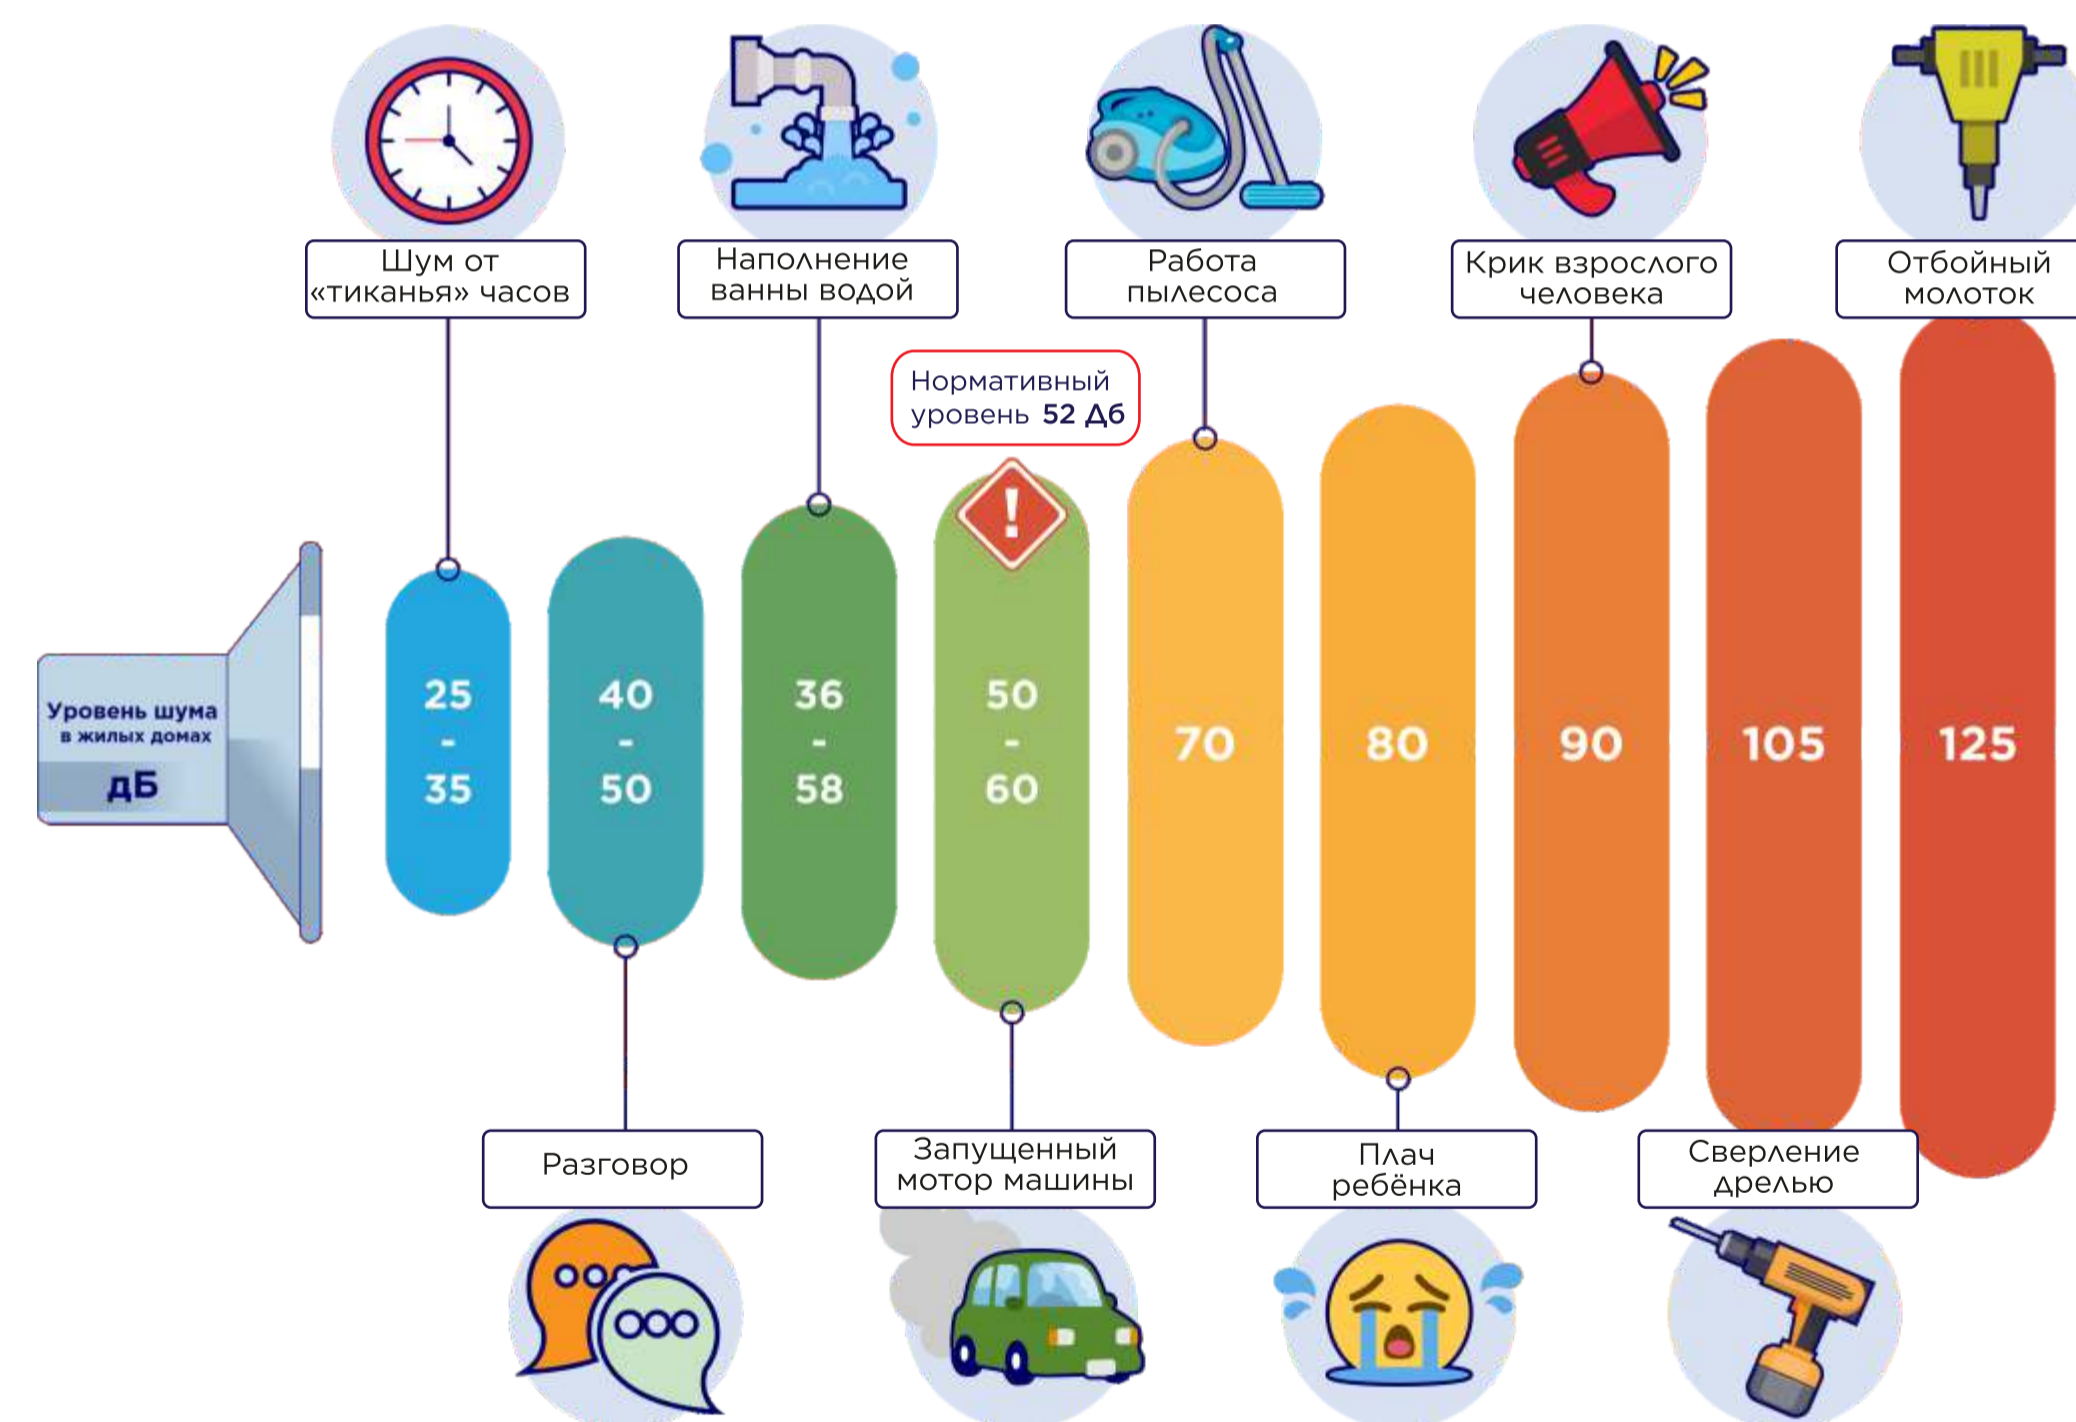 Шум от
«тиканья» часов
Наполнение
ванны водой
Работа
пылесоса
Крик взрослого
человека
Отбойный
молоток
Нормативный
уровень 52 Дб
Уровень шума
в жилых домах
дБ
25
-
35
40
-
50
36
-
58
50
-
60
70
80
90
105
125
!
Разговор
Запущенный
мотор машины
Плач
ребёнка
Сверление
дрелью